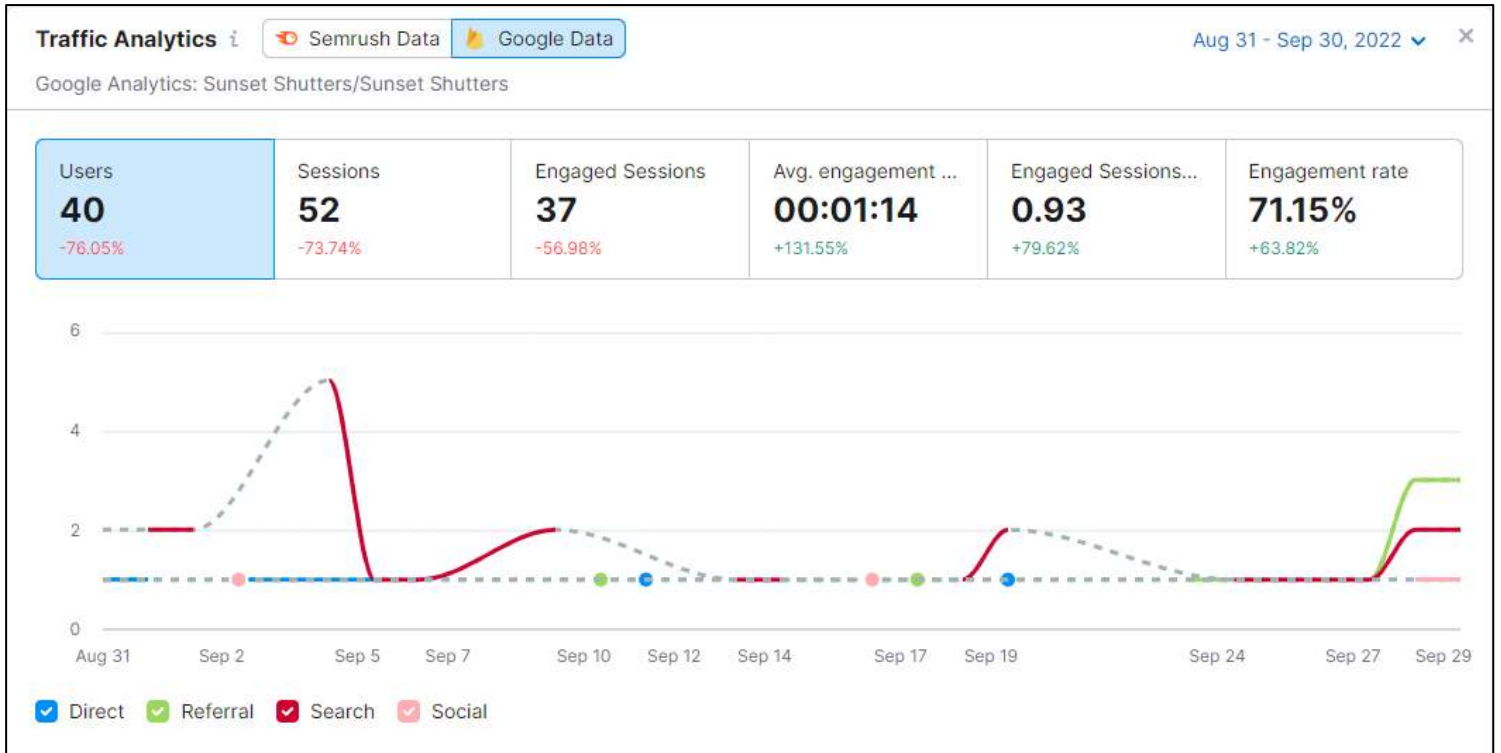 Traffic Analytics i Semrush Data Google Data Aug 31 - Sep 30, 2022
Google Analytics: Sunset Shutters/Sunset Shutters
Users Sessions Engaged Sessions Avg. engagement ... Engaged Sessions... Engagement rate
40 52 37 00:01:14 0.93 71.15%
-76.05% -73.74% -56.98% +131.55% +79.62% +63.82%
6
4
2
0
Aug 31 Sep 2 Sep 5 Sep 7 Sep 10 Sep 12 Sep 14 Sep 17 Sep 19 Sep 24 Sep 27 Sep 29
Direct Referral Search Social